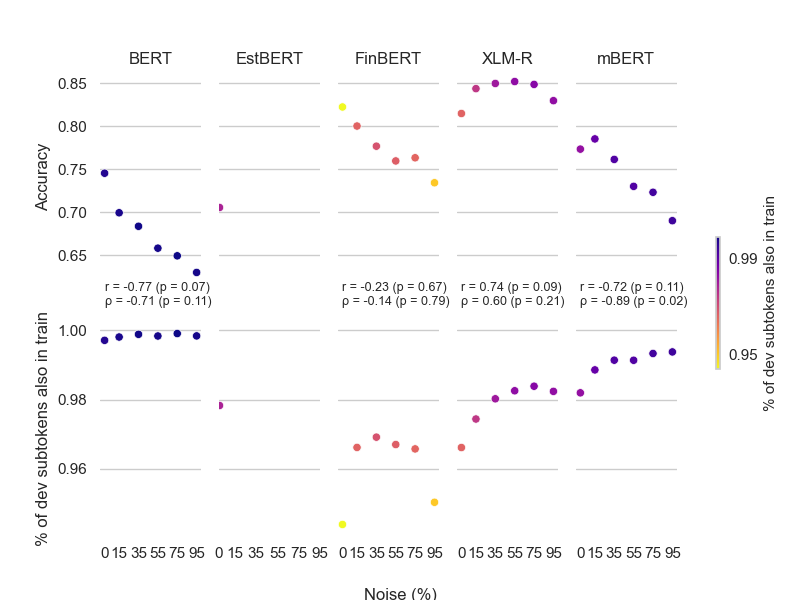 BERT EstBERT FinBERT XLM-R mBERT
0.85
0.80
0.75
0.70
0.65
Accuracy
r = -0.77 (p = 0.07)
ρ = -0.71 (p = 0.11)
r = -0.23 (p = 0.67)
ρ = -0.14 (p = 0.79)
r = 0.74 (p = 0.09)
ρ = 0.60 (p = 0.21)
r = -0.72 (p = 0.11)
ρ = -0.89 (p = 0.02)
1.00
0.98
0.96
% of dev subtokens also in train
0 15 35 55 75 95 0 15 35 55 75 95 0 15 35 55 75 95 0 15 35 55 75 95 0 15 35 55 75 95
Noise (%)
0.99
0.95
% of dev subtokens also in train